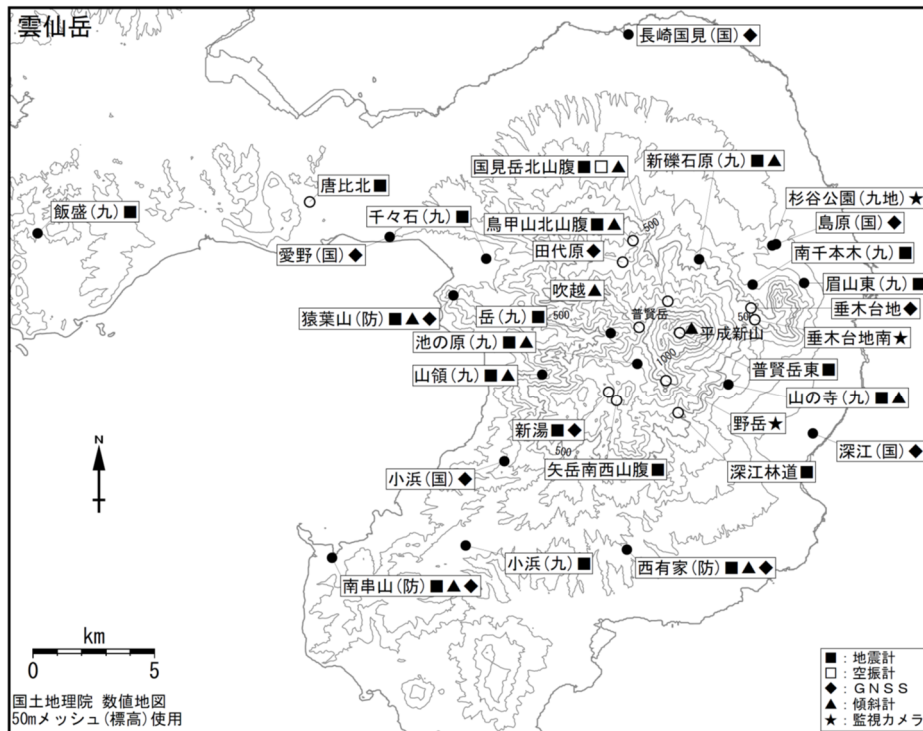 雲仙岳
長崎国見(国)◆
国見岳北山腹■□▲
新礫石原(九)■▲
唐比北■
杉谷公園(九地)★
飯盛(九)■
千々石(九)■
鳥甲山北山腹■▲
島原(国)◆
愛野(国)◆
田代原◆
南千本木(九)■
500
吹越▲
眉山東(九)■
猿葉山(防)■▲◆
岳(九)■
500
普賢岳
500
垂木台地◆
池の原(九)■▲
平成新山
垂木台地南★
1000
山領(九)■▲
普賢岳東■
山の寺(九)■▲
新湯■◆
野岳★
500
深江(国)◆
小浜(国)◆
矢岳南西山腹■
深江林道■
N
小浜(九)■
西有家(防)■▲◆
南串山(防)■▲◆
km
0 5
国土地理院 数値地図
50mメッシュ(標高)使用
■:地震計
□:空振計
◆:GNSS
▲:傾斜計
★:監視カメラ